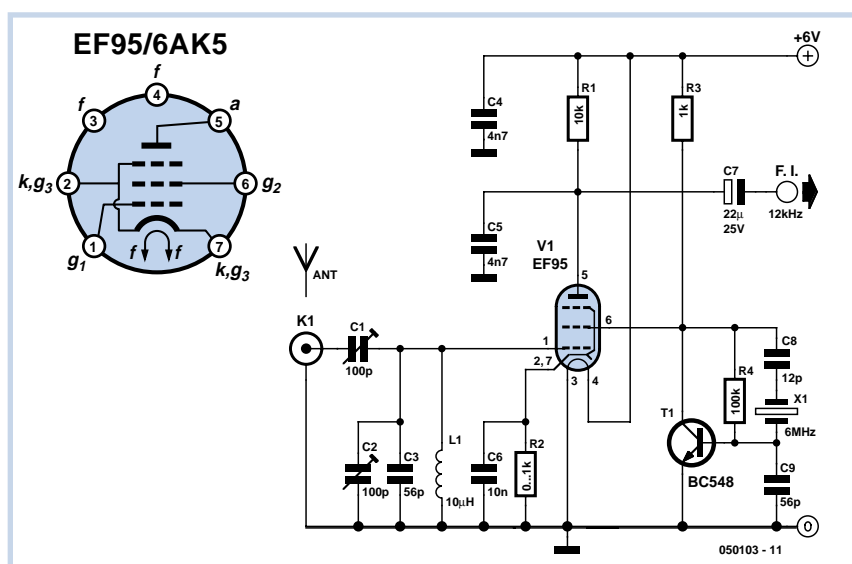 EF95/6AK5
f
4
f
3
a
5
k,g3
2
6
g2
g1
1
f
f
7
k,g3
+6V
C4
4n7
R1
10k
R3
1k
C5
4n7
C7
22µ
25V
F. I.
12kHz
V1
EF95
5
6
1
2, 7
3
4
ANT
K1
C1
100p
C2
100p
C3
56p
L1
10µH
C6
10n
R2
0...1k
R4
100k
C8
12p
X1
6MHz
T1
BC548
C9
56p
0
050103 - 11